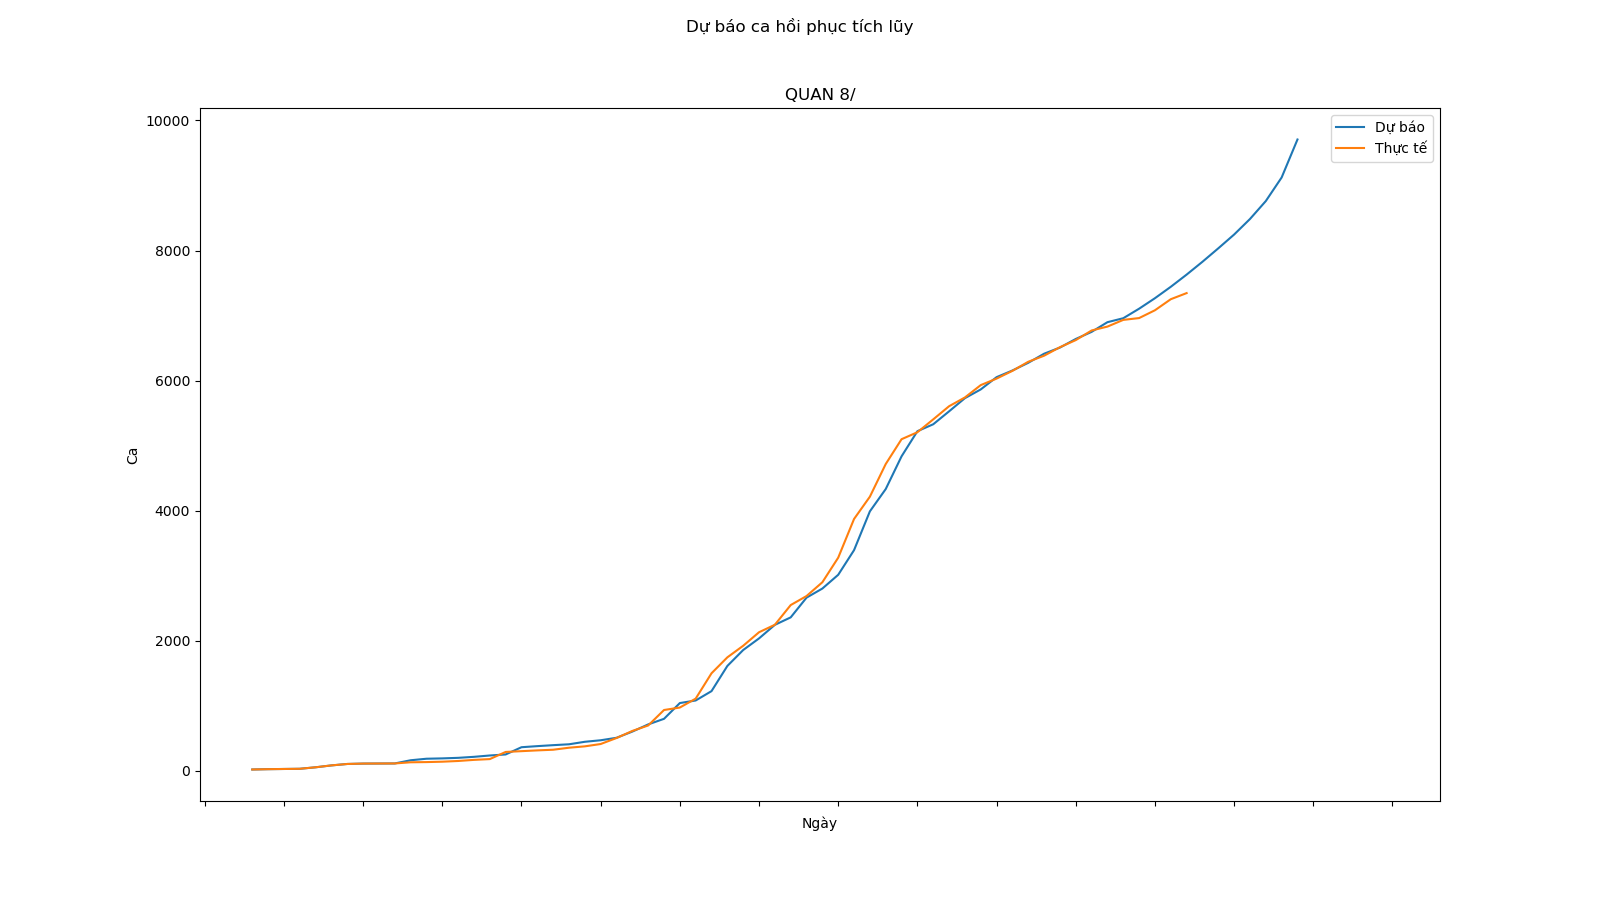 Dự báo ca hồi phục tích lũy
QUAN 8/
10000
8000
6000
4000
2000
0
Ca
Ngày
Dự báo
Thực tế